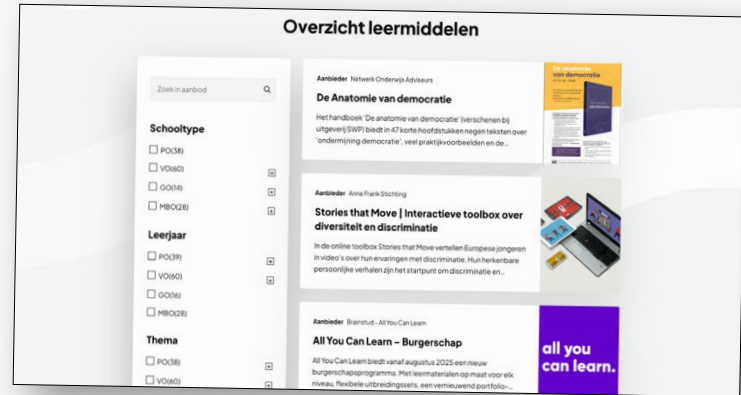 Overzicht leermiddelen
Zoek in aanbod
Schooltype
PO(38)
VO(60)
GO(14)
MBO(28)
Leerjaar
PO(39)
VO(60)
GO(16)
MBO(28)
Thema
PO(38)
VO(60)
Aanbieder Netwerk Onderwijs Adviseurs
De Anatomie van democratie
Het handboek 'De anatomie van democratie' (verschenen bij
uitgeverij SWP) biedt in 47 korte hoofdstukken negen teksten over
'ondermijning democratie', veel praktijkvoorbeelden en de...
De anatomie
van democratie
Aanbieder Anne Frank Stichting
Stories that Move | Interactieve toolbox over
diversiteit en discriminatie
In de online toolbox Stories that Move vertellen Europese jongeren
in video's over hun ervaringen met discriminatie. Hun herkenbare
persoonlijke verhalen zijn het startpunt om discriminatie en...
Aanbieder Brainstud - All You Can Learn
All You Can Learn – Burgerschap
All You Can Learn biedt vanaf augustus 2025 een nieuw
burgerschapsprogramma. Met leermaterialen op maat voor elk
niveau, flexibele uitbreidingssets, een vernieuwend portfolio-...
all you
can learn.